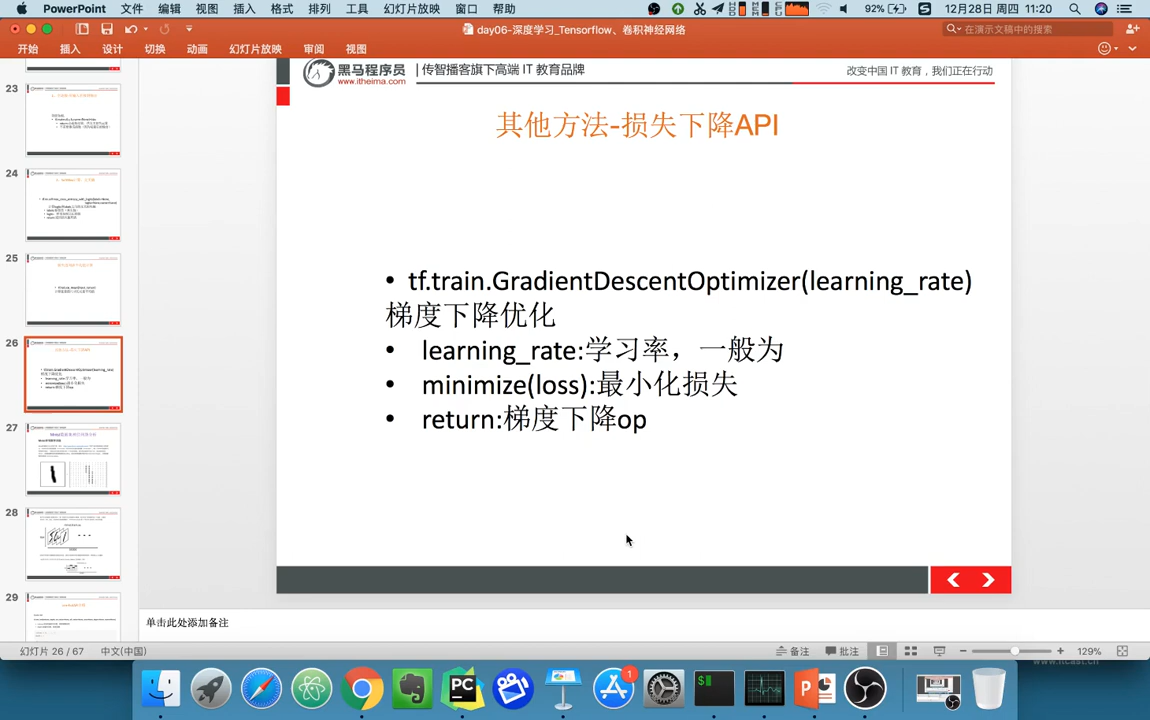 PowerPoint 文件 编辑 视图 插入 格式 排列 工具 幻灯片放映 窗口 帮助 92% 12月28日 周四 11:20
day06-深度学习_Tensorflow、卷积神经网络
在演示文稿中的搜索
开始 插入 设计 切换 动画 幻灯片放映 审阅 视图
黑马程序员
www.itheima.com
传智播客旗下高端 IT 教育品牌
改变中国 IT 教育，我们正在行动
其他方法-损失下降API
• tf.train.GradientDescentOptimizer(learning_rate)
梯度下降优化
• learning_rate:学习率，一般为
• minimize(loss):最小化损失
• return:梯度下降op
23
24
25
26
27
28
29
单击此处添加备注
幻灯片 26 / 67 中文(中国) 备注 批注 129%
www.itcast.cn
PC
1
$
P